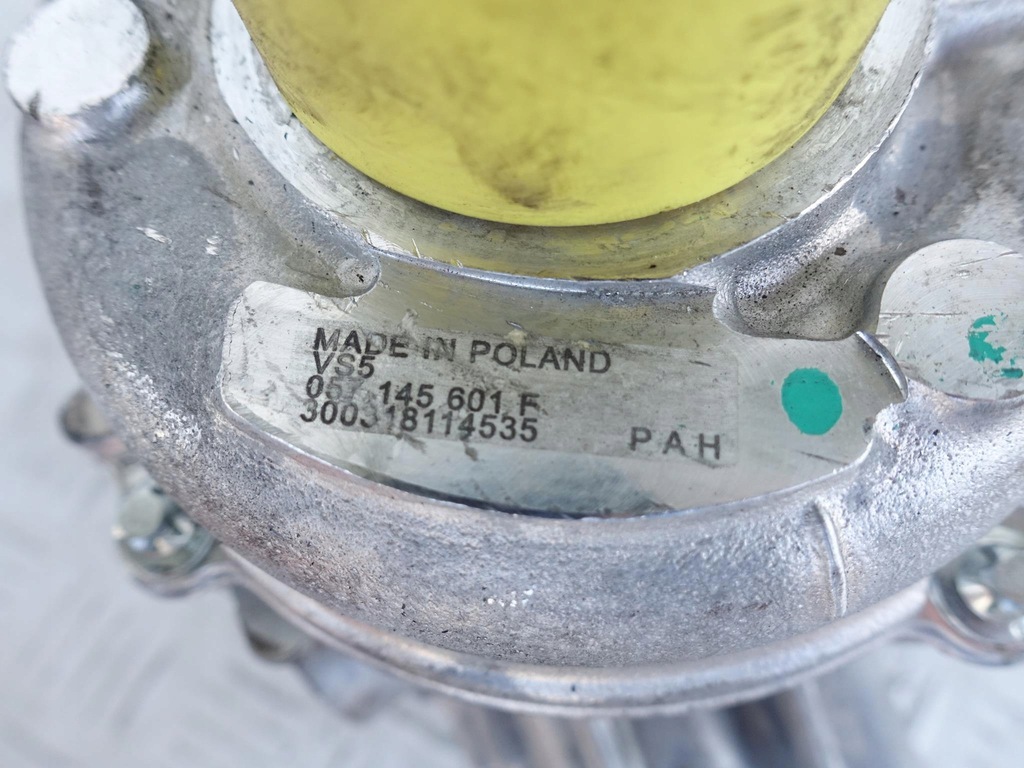 MADE IN POLAND
VS5
057 145 601 F
300318114535
PAH